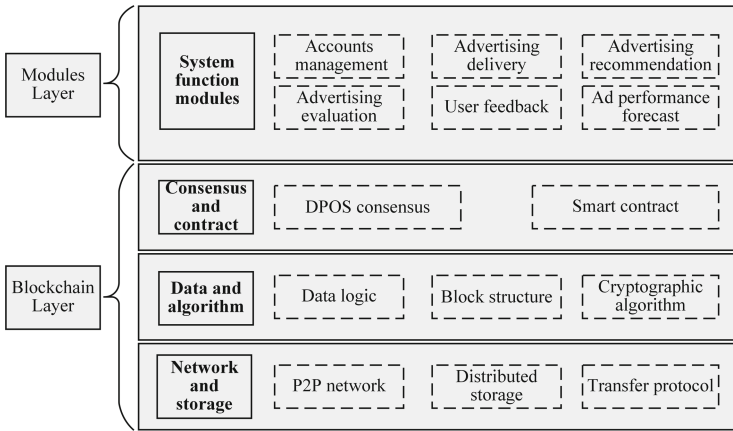 Modules
Layer
System
function
modules
Accounts
management
Advertising
delivery
Advertising
recommendation
Advertising
evaluation
User feedback
Ad performance
forecast
Blockchain
Layer
Consensus
and
contract
DPOS consensus
Smart contract
Data and
algorithm
Data logic
Block structure
Cryptographic
algorithm
Network
and
storage
P2P network
Distributed
storage
Transfer protocol